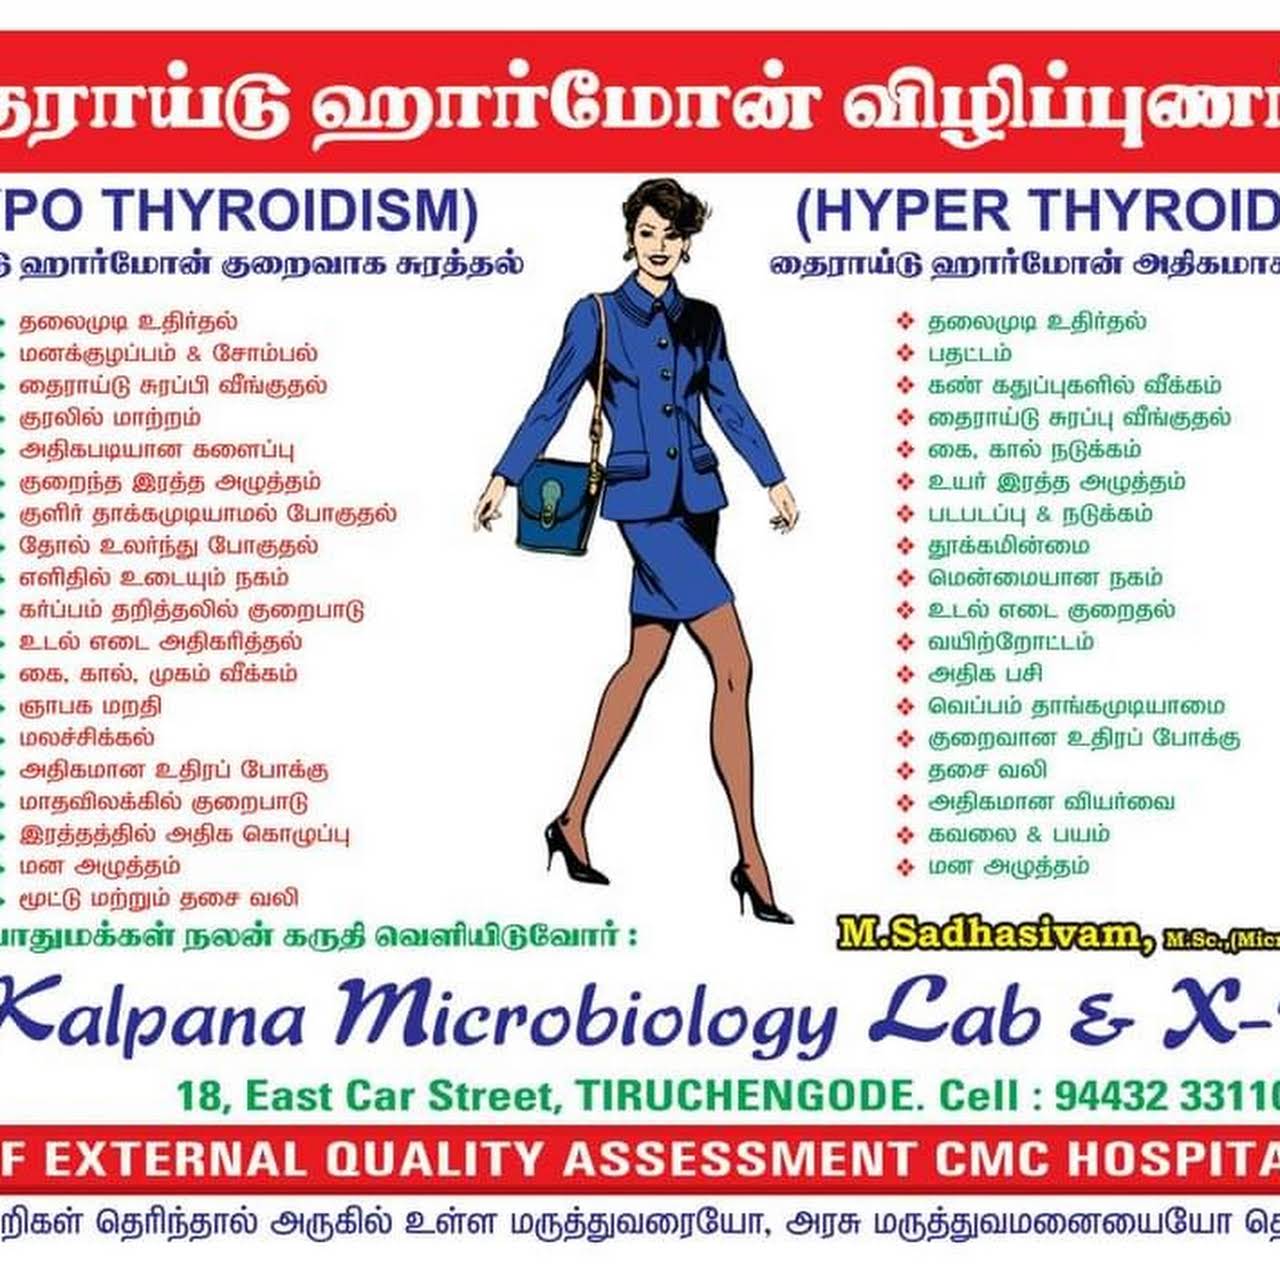 தைராய்டு ஹார்மோன் விழிப்புணர்
PO THYROIDISM)
(HYPER THYROID
ஹார்மோன் குறைவாக சுரத்தல்
தைராய்டு ஹார்மோன் அதிகமாக
தலைமுடி உதிர்தல்
மனக்குழப்பம் & சோம்பல்
தைராய்டு சுரப்பி வீங்குதல்
குரலில் மாற்றம்
அதிகபடியான களைப்பு
குறைந்த இரத்த அழுத்தம்
குளிர் தாக்கமுடியாமல் போகுதல்
தோல் உலர்ந்து போகுதல்
எளிதில் உடையும் நகம்
கர்ப்பம் தறித்தலில் குறைபாடு
உடல் எடை அதிகரித்தல்
கை, கால், முகம் வீக்கம்
ஞாபக மறதி
மலச்சிக்கல்
அதிகமான உதிரப் போக்கு
மாதவிலக்கில் குறைபாடு
இரத்தத்தில் அதிக கொழுப்பு
மன அழுத்தம்
மூட்டு மற்றும் தசை வலி
தலைமுடி உதிர்தல்
பதட்டம்
கண் கதுப்புகளில் வீக்கம்
தைராய்டு சுரப்பு வீங்குதல்
கை, கால் நடுக்கம்
உயர் இரத்த அழுத்தம்
படபடப்பு & நடுக்கம்
தூக்கமின்மை
மென்மையான நகம்
உடல் எடை குறைதல்
வயிற்றோட்டம்
அதிக பசி
வெப்பம் தாங்கமுடியாமை
குறைவான உதிரப் போக்கு
தசை வலி
அதிகமான வியர்வை
கவலை & பயம்
மன அழுத்தம்
பொதுமக்கள் நலன் கருதி வெளியிடுவோர் :
M.Sadhasivam, M.Sc.,(Micr
Kalpana Microbiology Lab & X-
18, East Car Street, TIRUCHENGODE. Cell : 94432 33110
F EXTERNAL QUALITY ASSESSMENT CMC HOSPITA
றிகள் தெரிந்தால் அருகில் உள்ள மருத்துவரையோ, அரசு மருத்துவமனையையோ